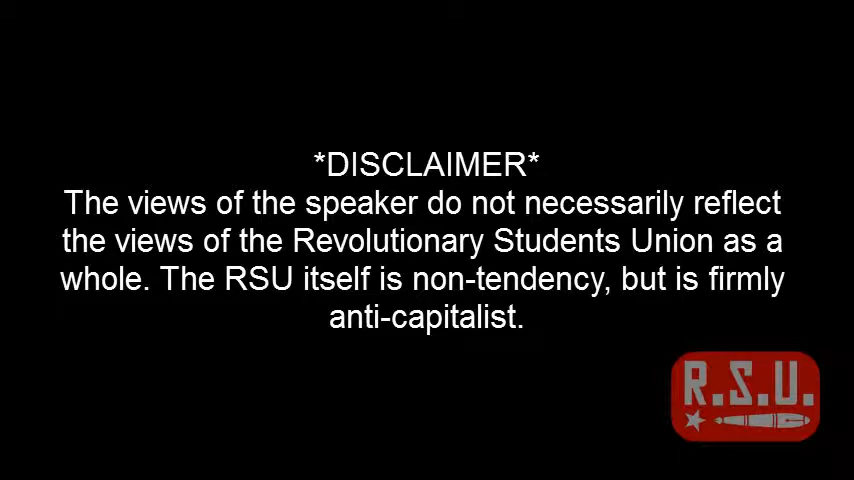 *DISCLAIMER*
The views of the speaker do not necessarily reflect
the views of the Revolutionary Students Union as a
whole. The RSU itself is non-tendency, but is firmly
anti-capitalist.
R.S.U.